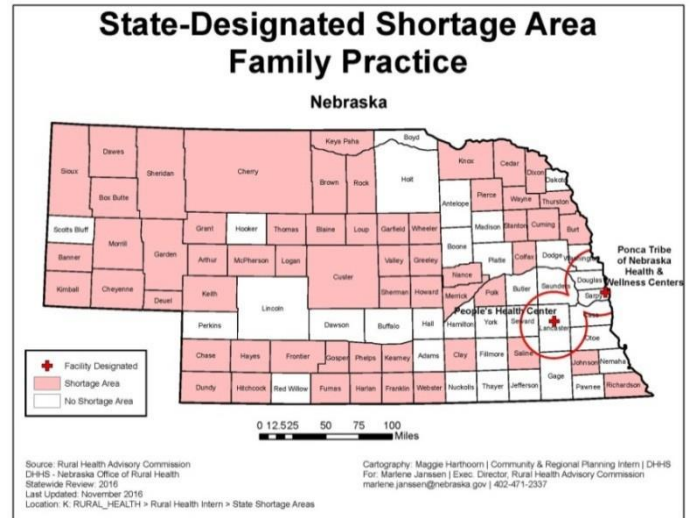 State-Designated Shortage Area
Family Practice
Nebraska
Sioux
Dawes
Box Butte
Sheridan
Cherry
Keya Paha
Boyd
Brown
Rock
Holt
Knox
Cedar
Dixon
Dakota
Antelope
Pierce
Wayne
Thurston
Scotts Bluff
Banner
Morrill
Garden
Grant
Hooker
Thomas
Blaine
Loup
Garfield
Wheeler
Madison
Stanton
Cuming
Burt
Boone
Kimball
Cheyenne
Deuel
Arthur
McPherson
Logan
Custer
Valley
Greeley
Platte
Colfax
Dodge
Keith
Lincoln
Sherman
Howard
Nance
Merrick
Polk
Butler
Saunders
Douglas
Sarpy
Ponca Tribe
of Nebraska
Health &
Wellness Centers
Perkins
Dawson
Buffalo
Hall
People's Health Center
Hamilton
York
Seward
Lancaster
Otoe
Chase
Hayes
Frontier
Gosper
Phelps
Kearney
Adams
Clay
Fillmore
Saline
Gage
Johnson
Nemaha
Dundy
Hitchcock
Red Willow
Furnas
Harlan
Franklin
Webster
Nuckolls
Thayer
Jefferson
Pawnee
Richardson
Facility Designated
Shortage Area
No Shortage Area
0 12.525 50 75 100
Miles
Source: Rural Health Advisory Commission
DHHS - Nebraska Office of Rural Health
Statewide Review: 2016
Last Updated: November 2016
Location: K: RURAL_HEALTH > Rural Health Intern > State Shortage Areas
Cartography: Maggie Harthoorn | Community & Regional Planning Intern | DHHS
For: Marlene Janssen | Exec. Director, Rural Health Advisory Commission
marlene.janssen@nebraska.gov | 402-471-2337